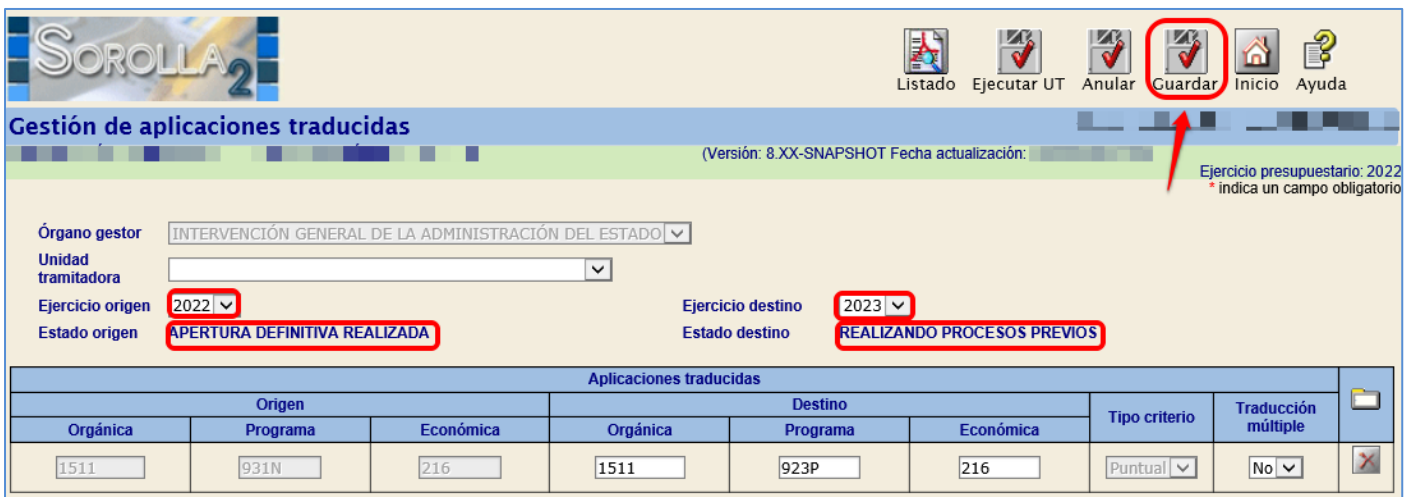 SOROLLA2
Listado Ejecutar UT Anular Guardar Inicio Ayuda
Gestión de aplicaciones traducidas
(Versión: 8.XX-SNAPSHOT Fecha actualización:
Ejercicio presupuestario: 2022
* indica un campo obligatorio
Órgano gestor INTERVENCIÓN GENERAL DE LA ADMINISTRACIÓN DEL ESTADO
Unidad
tramitadora
Ejercicio origen 2022 Ejercicio destino 2023
Estado origen APERTURA DEFINITIVA REALIZADA Estado destino REALIZANDO PROCESOS PREVIOS
Aplicaciones traducidas
Origen Destino Tipo criterio Traducción
múltiple
Orgánica Programa Económica Orgánica Programa Económica
1511 931N 216 1511 923P 216 Puntual No